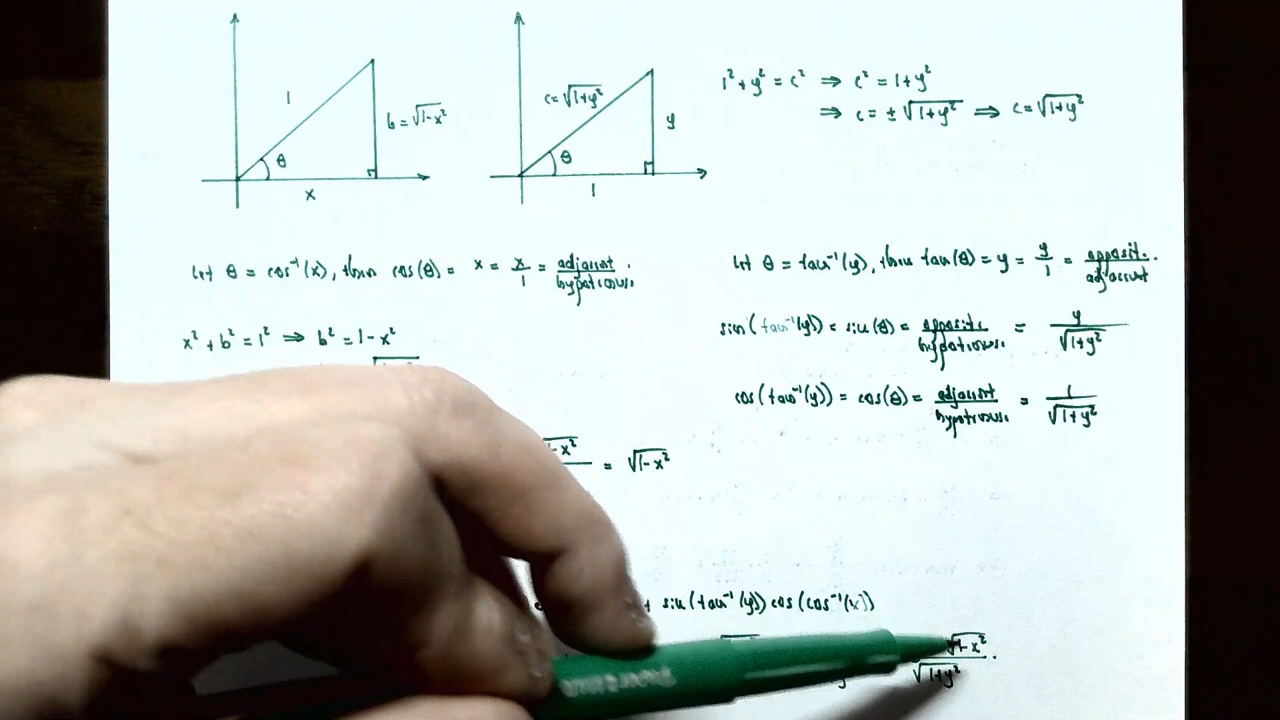 1
b = √(1-x²)
θ
x
c = √(1+y²)
y
θ
1
1² + y² = c² ⇒ c² = 1 + y²
⇒ c = ± √(1+y²) ⇒ c = √(1+y²)
Let θ = cos⁻¹(x), then cos(θ) = x = x/1 = adjacent/hypotenuse.
x² + b² = 1² ⇒ b² = 1 - x²
= √(1-x²)
Let θ = tan⁻¹(y), then tan(θ) = y = y/1 = opposite/adjacent.
sin(tan⁻¹(y)) = sin(θ) = opposite/hypotenuse = y/√(1+y²)
cos(tan⁻¹(y)) = cos(θ) = adjacent/hypotenuse = 1/√(1+y²)
sin(tan⁻¹(y)) cos(cos⁻¹(x))
√(1-x²)
√(1+y²) .